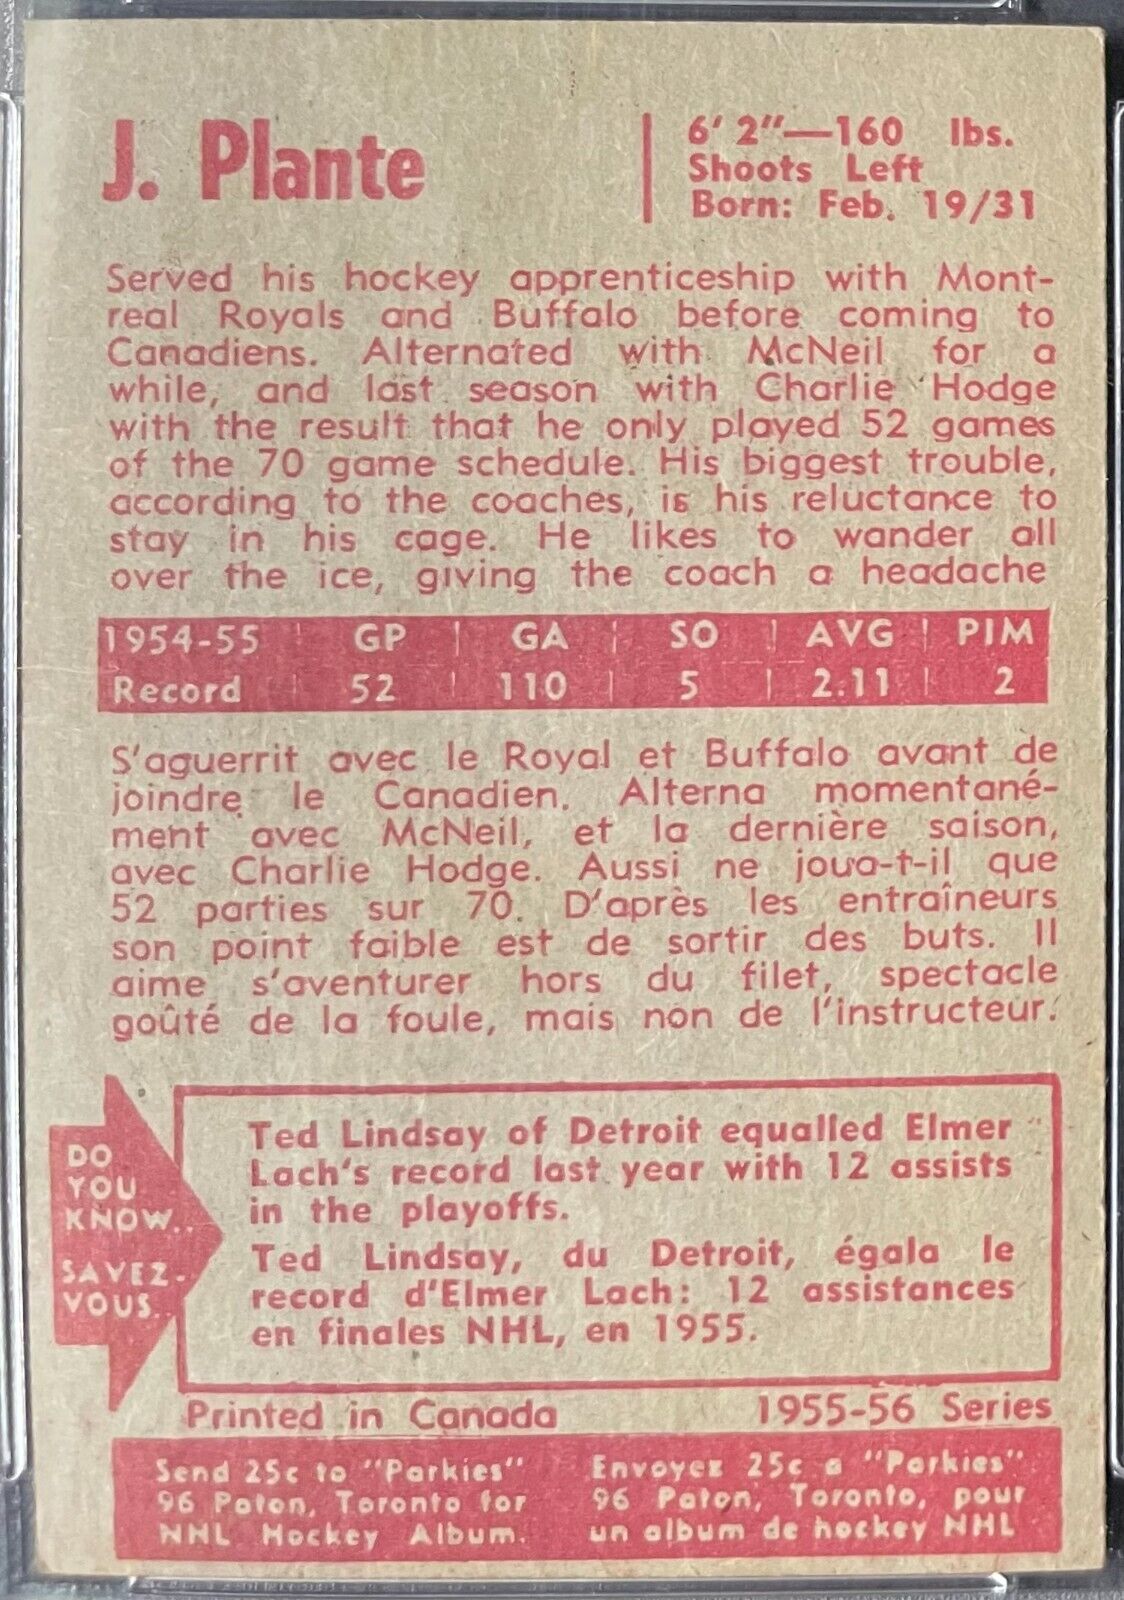 J. Plante
6' 2"—160 lbs.
Shoots Left
Born: Feb. 19/31
Served his hockey apprenticeship with Mont-
real Royals and Buffalo before coming to
Canadiens. Alternated with McNeil for a
while, and last season with Charlie Hodge
with the result that he only played 52 games
of the 70 game schedule. His biggest trouble,
according to the coaches, is his reluctance to
stay in his cage. He likes to wander all
over the ice, giving the coach a headache
1954-55 GP GA SO AVG PIM
Record 52 110 5 2.11 2
S'aguerrit avec le Royal et Buffalo avant de
joindre le Canadien. Alterna momentané-
ment avec McNeil, et la dernière saison,
avec Charlie Hodge. Aussi ne joua-t-il que
52 parties sur 70. D'après les entraîneurs
son point faible est de sortir des buts. Il
aime s'aventurer hors du filet, spectacle
goûté de la foule, mais non de l'instructeur.
DO
YOU
KNOW..
SAVEZ-
VOUS..
Ted Lindsay of Detroit equalled Elmer
Lach's record last year with 12 assists
in the playoffs.
Ted Lindsay, du Detroit, égala le
record d'Elmer Lach: 12 assistances
en finales NHL, en 1955.
Printed in Canada 1955-56 Series
Send 25c to "Parkies"
96 Paton, Toronto for
NHL Hockey Album.
Envoyez 25c a "Parkies"
96 Paton, Toronto, pour
un album de hockey NHL